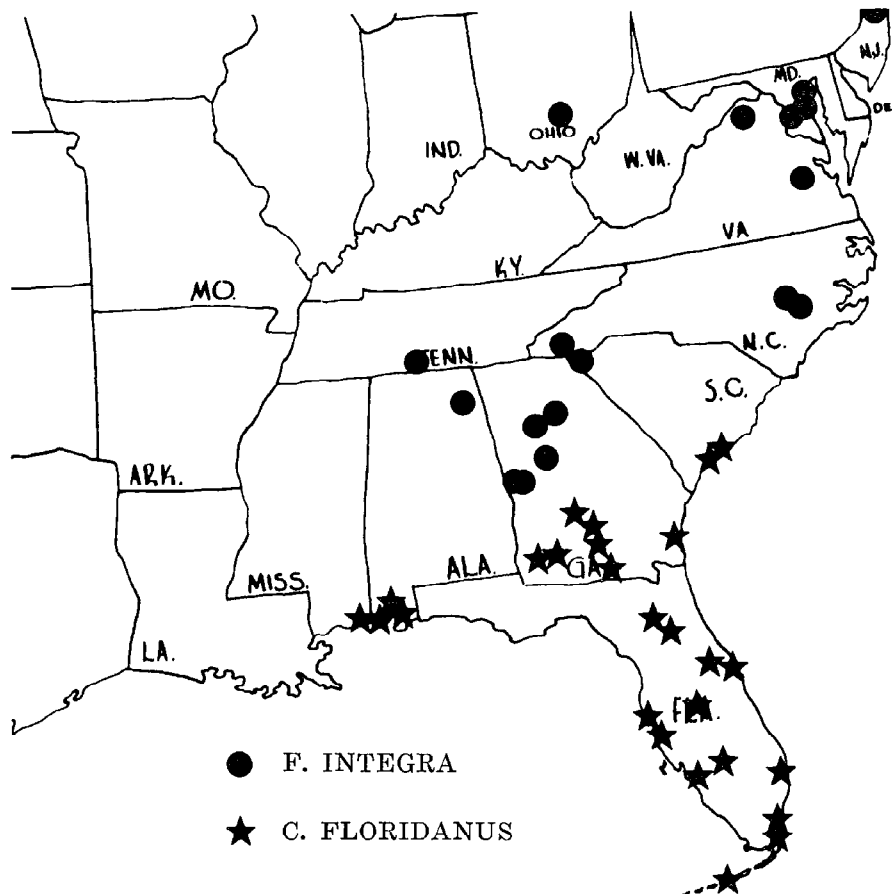 N.J.
MD.
DE
OHIO
IND.
W.VA.
VA
KY.
MO.
TENN.
N.C.
S.C.
ARK.
ALA.
GA
MISS.
LA.
FLA.
F. INTEGRA
C. FLORIDANUS